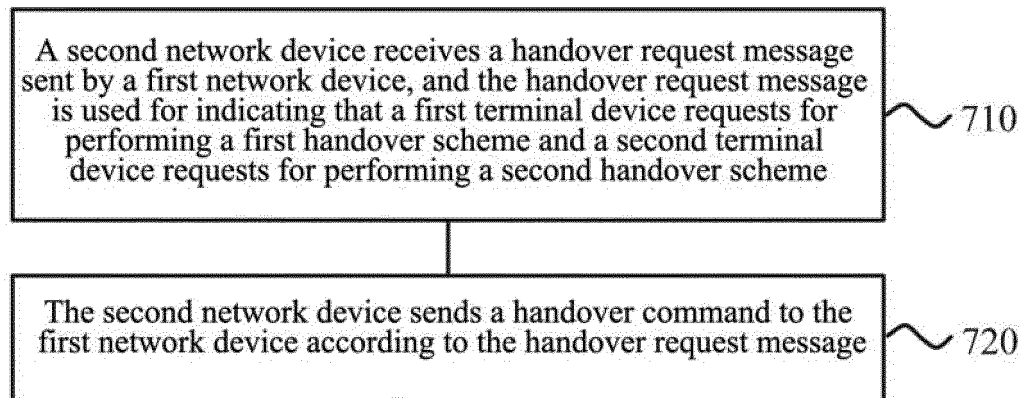 A second network device receives a handover request message
sent by a first network device, and the handover request message
is used for indicating that a first terminal device requests for
performing a first handover scheme and a second terminal
device requests for performing a second handover scheme
710
The second network device sends a handover command to the
first network device according to the handover request message
720